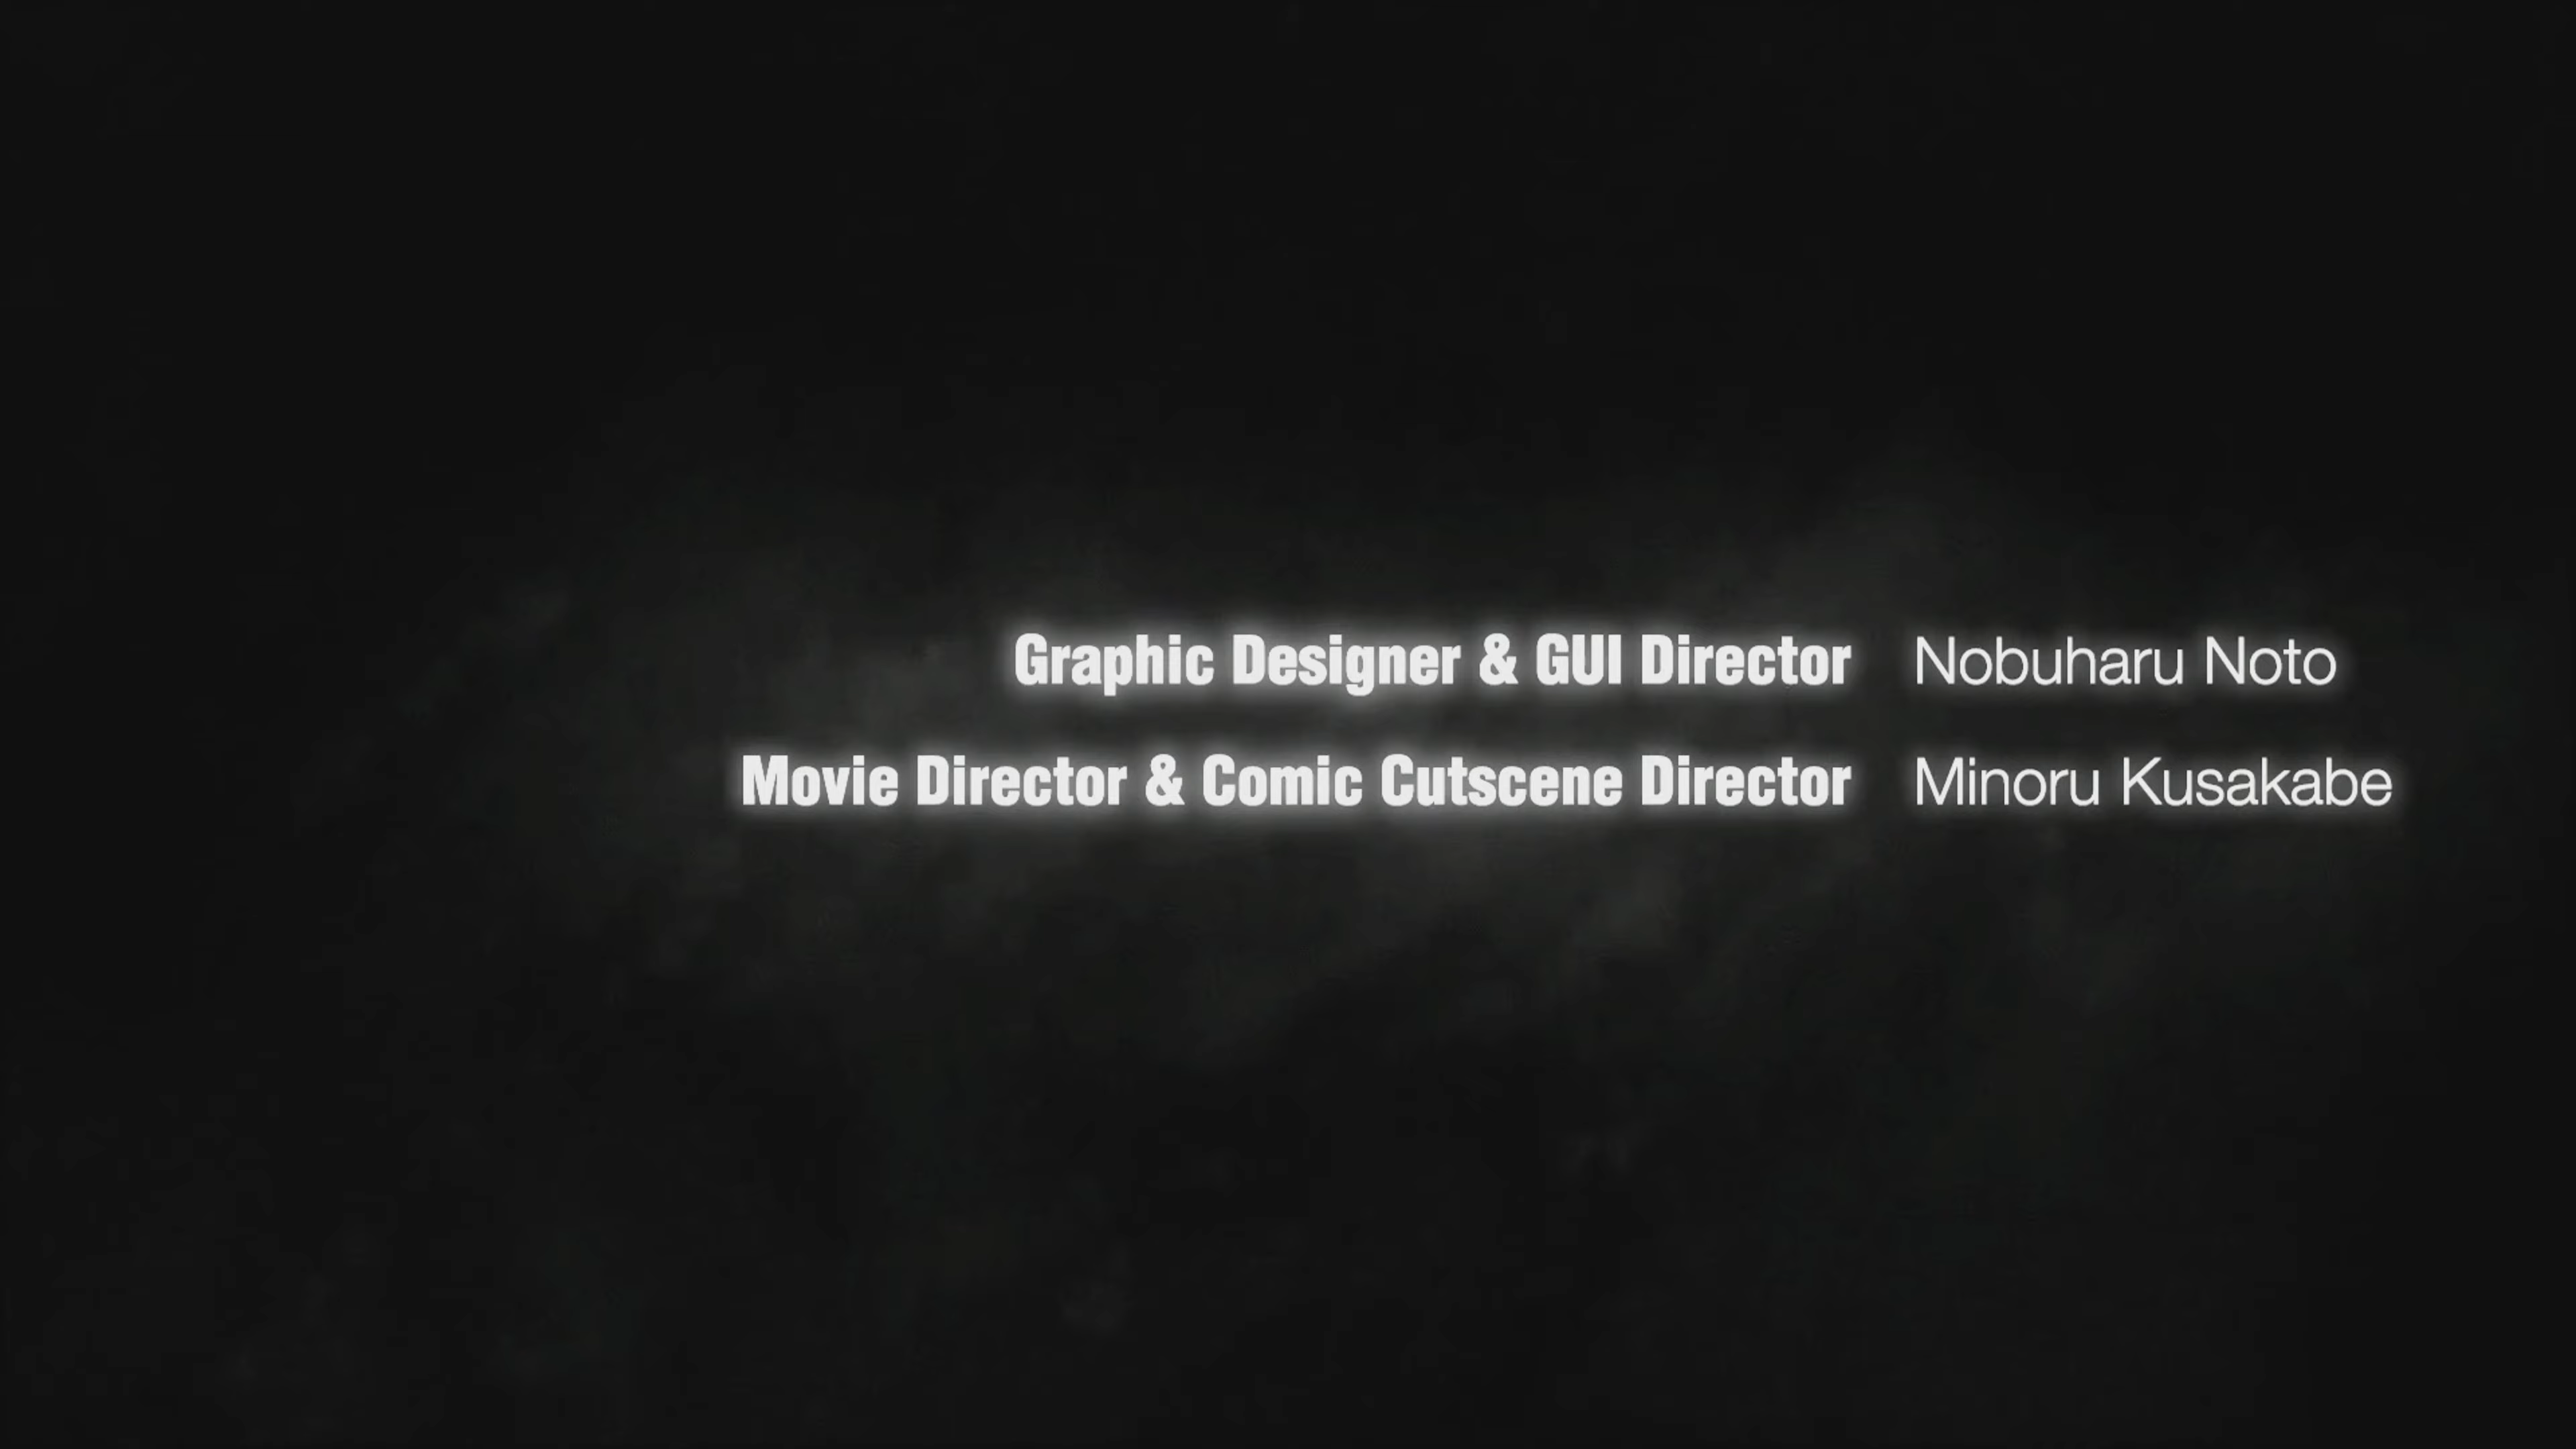 Graphic Designer & GUI Director Nobuharu Noto
Movie Director & Comic Cutscene Director Minoru Kusakabe